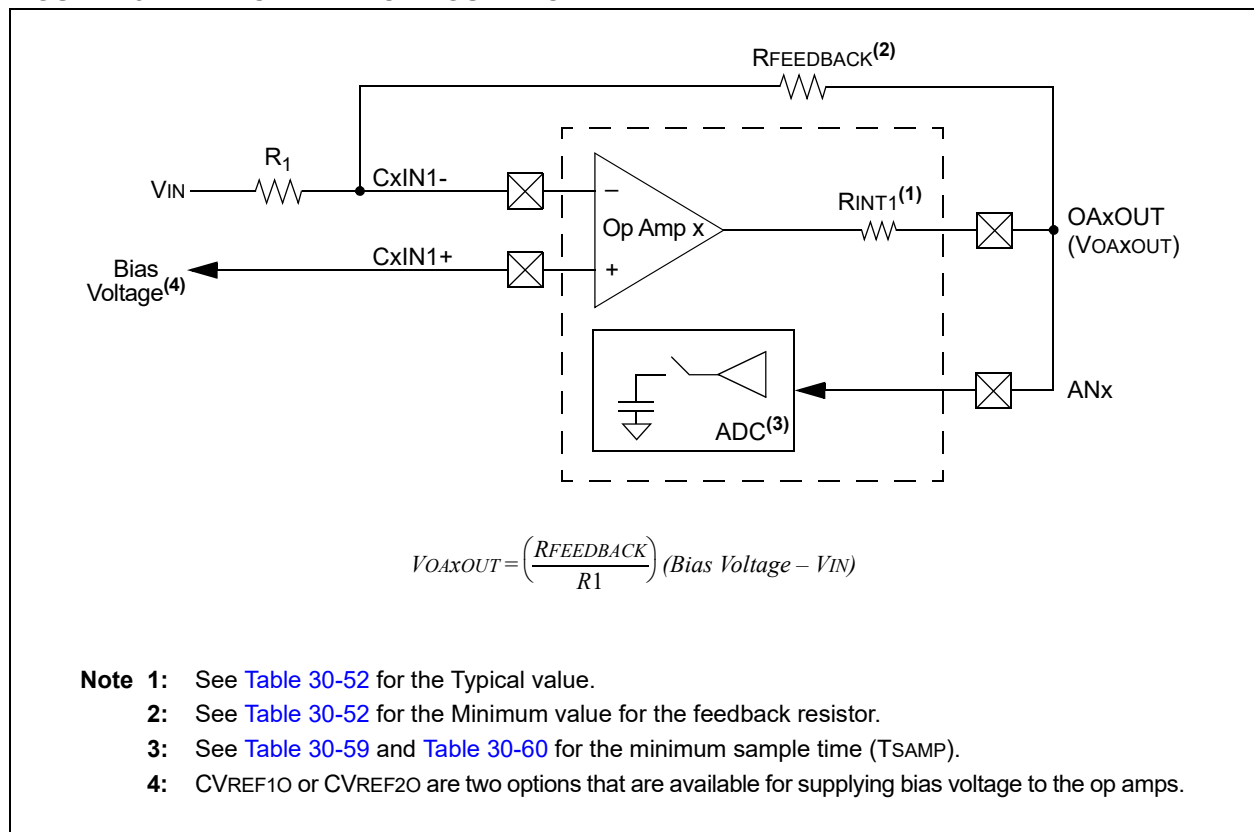 RFEEDBACK(2)
R1
VIN
CxIN1-
–
RINT1(1)
Op Amp x
OAxOUT
(VOAXOUT)
CxIN1+
+
Bias
Voltage(4)
ANx
ADC(3)
VOAxOUT = (RFEEDBACK / R1) (Bias Voltage – VIN)
Note 1: See Table 30-52 for the Typical value.
2: See Table 30-52 for the Minimum value for the feedback resistor.
3: See Table 30-59 and Table 30-60 for the minimum sample time (TSAMP).
4: CVREF1O or CVREF2O are two options that are available for supplying bias voltage to the op amps.